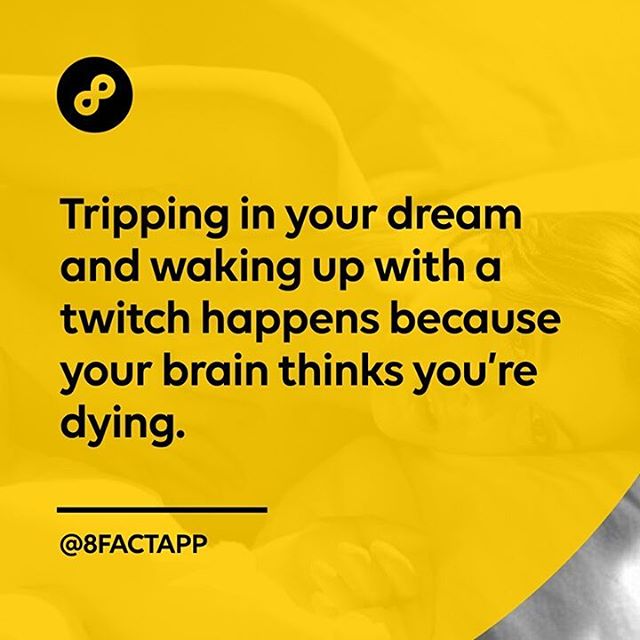 Tripping in your dream
and waking up with a
twitch happens because
your brain thinks you're
dying.
@8FACTAPP